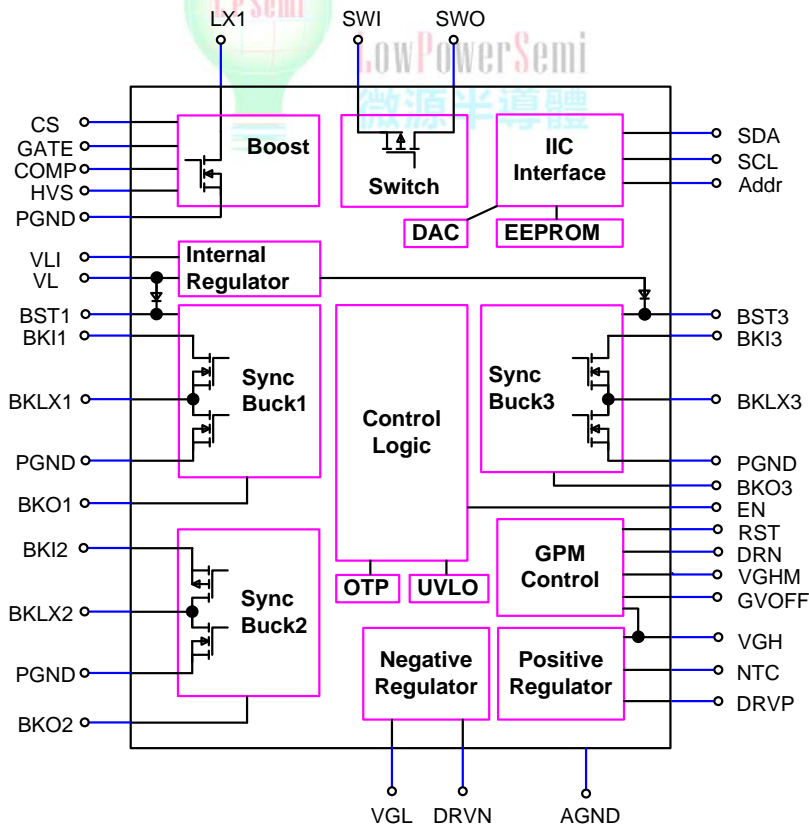 LP Semi
LX1 SWI SWO
LowPowerSemi
微源半導體
CS
GATE
COMP
HVS
PGND
Boost
Switch
IIC
Interface
SDA
SCL
Addr
DAC
EEPROM
VLI
VL
Internal
Regulator
BST1
BKI1
BKLX1
PGND
BKO1
Sync
Buck1
Control
Logic
Sync
Buck3
BST3
BKI3
BKLX3
PGND
BKO3
EN
RST
DRN
VGHM
GVOFF
VGH
NTC
DRVP
BKI2
BKLX2
PGND
BKO2
Sync
Buck2
OTP
UVLO
GPM
Control
Negative
Regulator
Positive
Regulator
VGL DRVN AGND